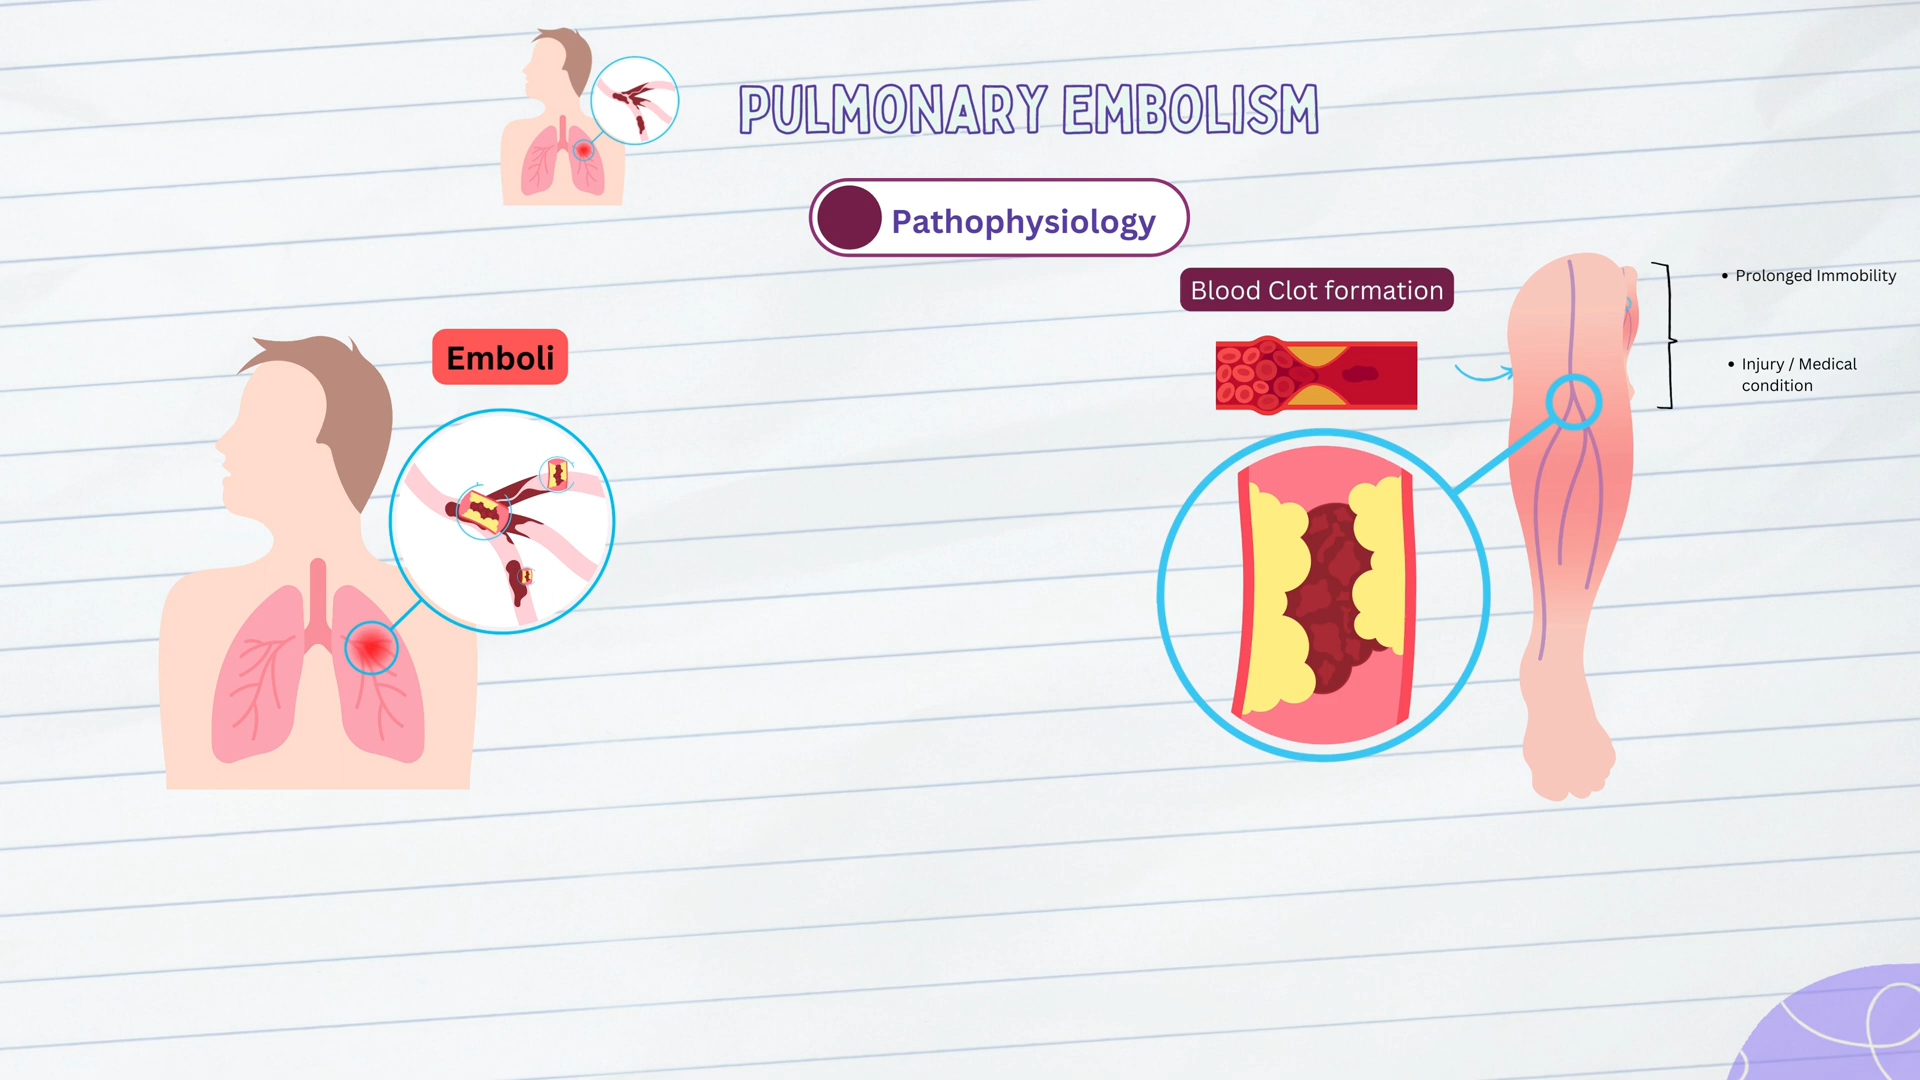 PULMONARY EMBOLISM
Pathophysiology
Blood Clot formation
• Prolonged Immobility
Emboli
• Injury / Medical
condition